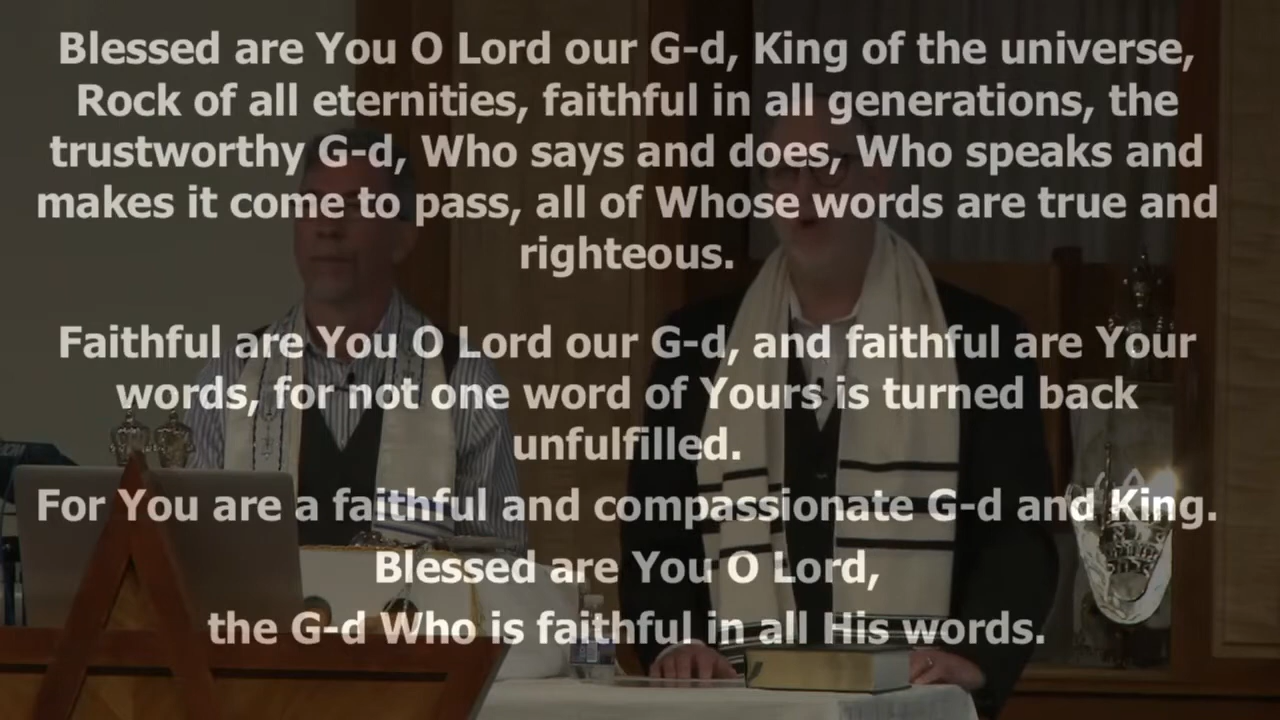 Blessed are You O Lord our G-d, King of the universe,
Rock of all eternities, faithful in all generations, the
trustworthy G-d, Who says and does, Who speaks and
makes it come to pass, all of Whose words are true and
righteous.
Faithful are You O Lord our G-d, and faithful are Your
words, for not one word of Yours is turned back
unfulfilled.
For You are a faithful and compassionate G-d and King.
Blessed are You O Lord,
the G-d Who is faithful in all His words.